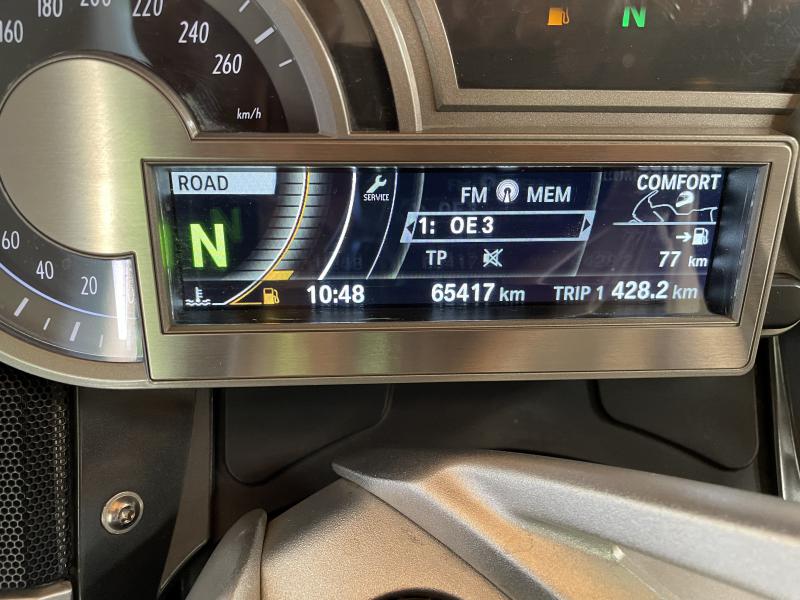 160 180 200 220
240
260
km/h
N
ROAD
SERVICE
FM MEM
COMFORT
1: OE3
N
TP
77 km
60
40
20
10:48
65417 km
TRIP 1 428.2 km